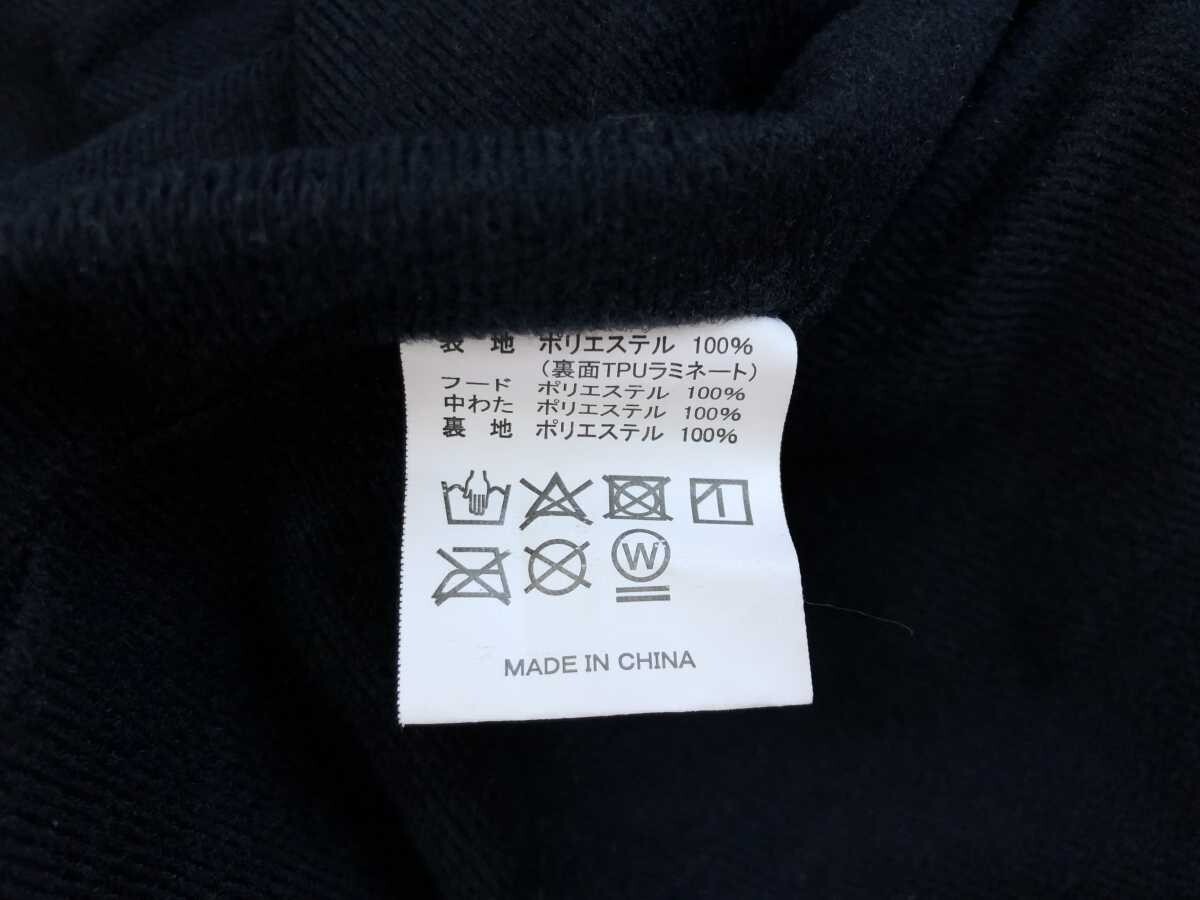 表 地 ポリエステル 100%
(裏面TPUラミネート)
フード ポリエステル 100%
中わた ポリエステル 100%
裏 地 ポリエステル 100%
W
MADE IN CHINA